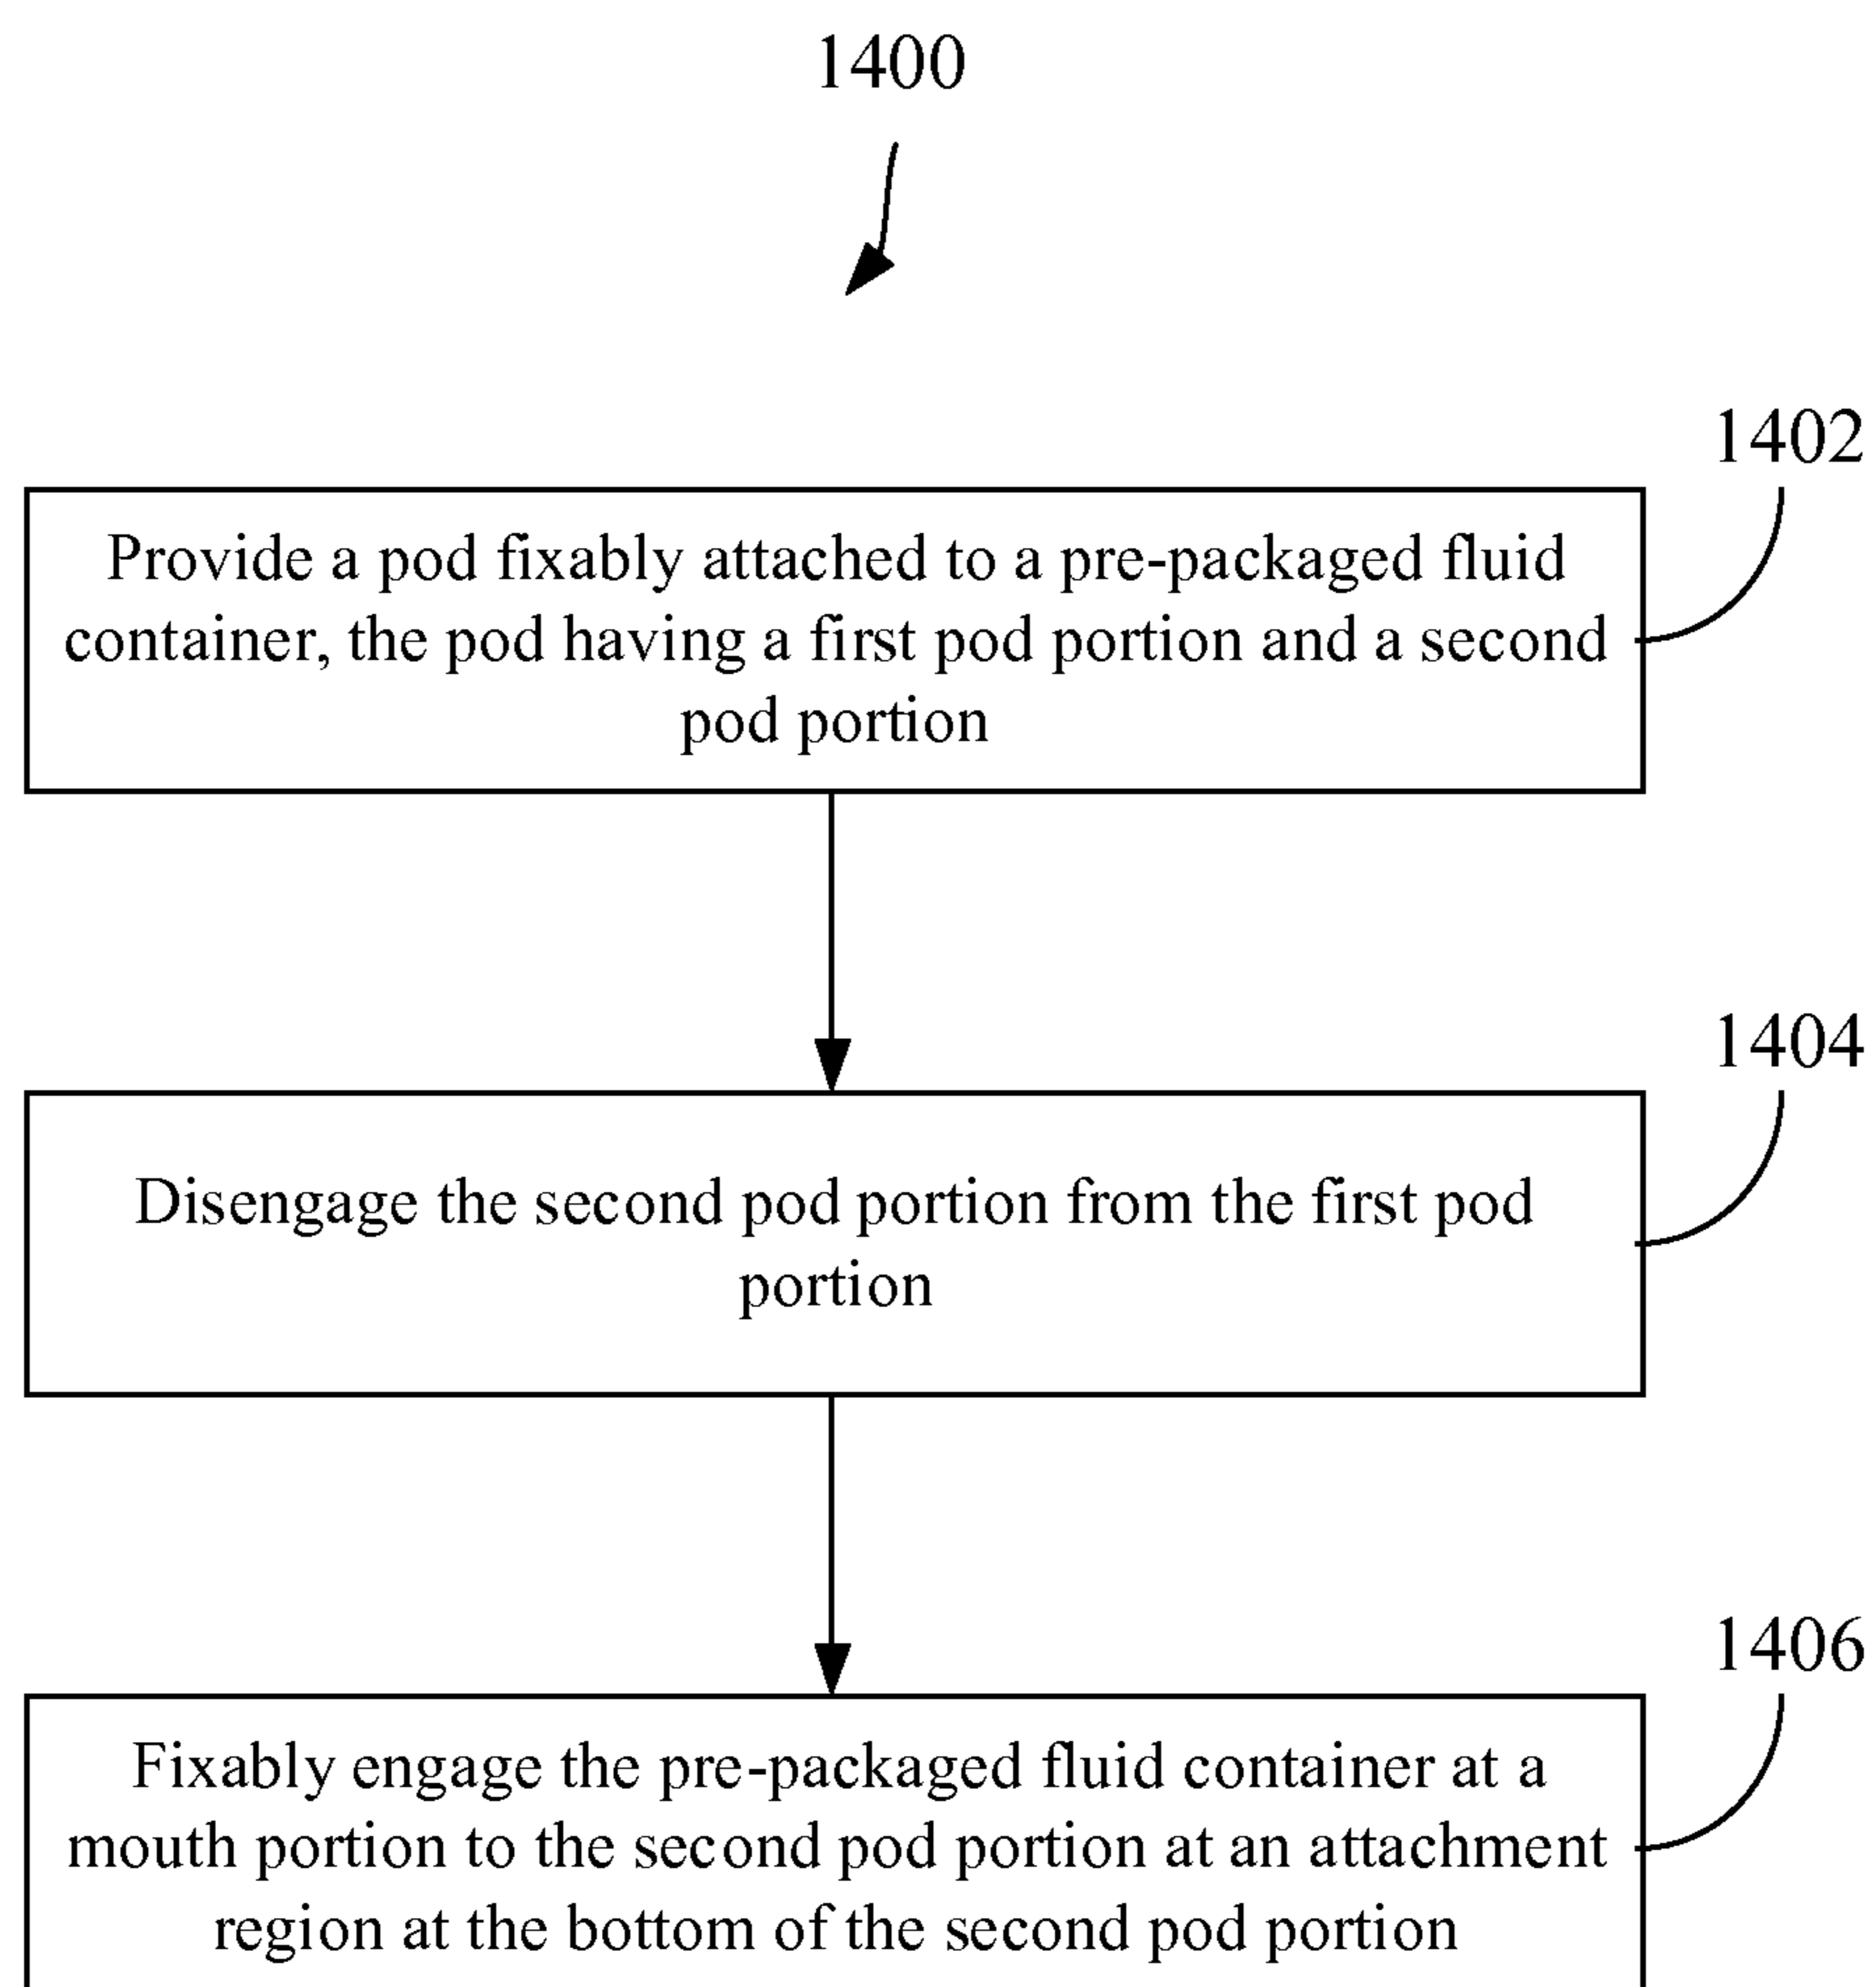 1400
1402
Provide a pod fixably attached to a pre-packaged fluid
container, the pod having a first pod portion and a second
pod portion
1404
Disengage the second pod portion from the first pod
portion
1406
Fixably engage the pre-packaged fluid container at a
mouth portion to the second pod portion at an attachment
region at the bottom of the second pod portion